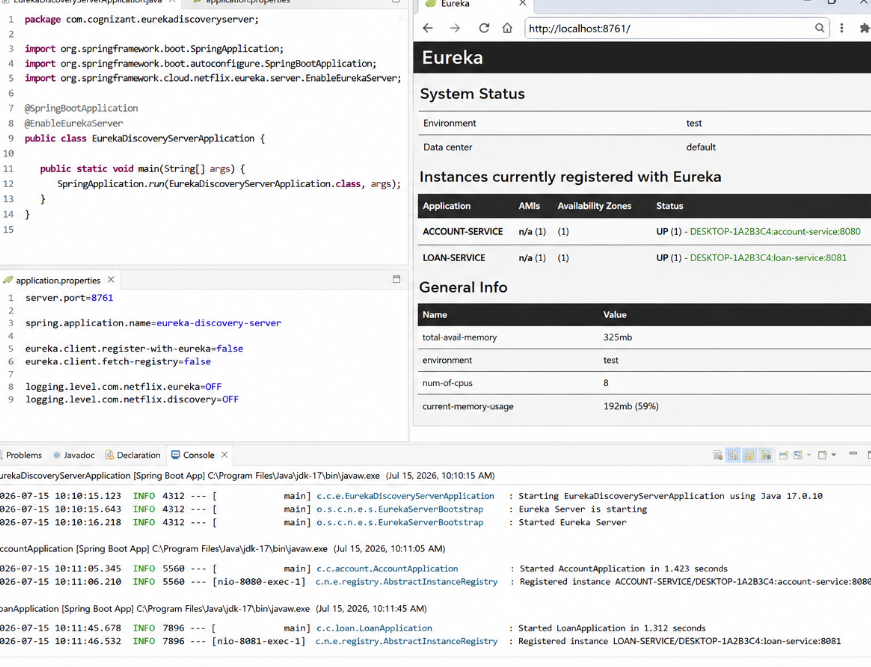 EurekaDiscoveryServerApplication.java
application.properties
1 package com.cognizant.eurekadiscoveryserver;
2
3 import org.springframework.boot.SpringApplication;
4 import org.springframework.boot.autoconfigure.SpringBootApplication;
5 import org.springframework.cloud.netflix.eureka.server.EnableEurekaServer;
6
7 @SpringBootApplication
8 @EnableEurekaServer
9 public class EurekaDiscoveryServerApplication {
10
11 public static void main(String[] args) {
12 SpringApplication.run(EurekaDiscoveryServerApplication.class, args);
13 }
14 }
15
application.properties
1 server.port=8761
2
3 spring.application.name=eureka-discovery-server
4
5 eureka.client.register-with-eureka=false
6 eureka.client.fetch-registry=false
7
8 logging.level.com.netflix.eureka=OFF
9 logging.level.com.netflix.discovery=OFF
Eureka
http://localhost:8761/
Eureka
System Status
Environment test
Data center default
Instances currently registered with Eureka
Application AMIs Availability Zones Status
ACCOUNT-SERVICE n/a (1) (1) UP (1) - DESKTOP-1A2B3C4:account-service:8080
LOAN-SERVICE n/a (1) (1) UP (1) - DESKTOP-1A2B3C4:loan-service:8081
General Info
Name Value
total-avail-memory 325mb
environment test
num-of-cpus 8
current-memory-usage 192mb (59%)
Problems Javadoc Declaration Console
urekaDiscoveryServerApplication [Spring Boot App] C:\Program Files\Java\jdk-17\bin\javaw.exe (Jul 15, 2026, 10:10:15 AM)
026-07-15 10:10:15.123 INFO 4312 --- [ main] c.c.e.EurekaDiscoveryServerApplication : Starting EurekaDiscoveryServerApplication using Java 17.0.10
026-07-15 10:10:15.643 INFO 4312 --- [ main] o.s.c.n.e.s.EurekaServerBootstrap : Eureka Server is starting
026-07-15 10:10:16.218 INFO 4312 --- [ main] o.s.c.n.e.s.EurekaServerBootstrap : Started Eureka Server
ccountApplication [Spring Boot App] C:\Program Files\Java\jdk-17\bin\javaw.exe (Jul 15, 2026, 10:11:05 AM)
026-07-15 10:11:05.345 INFO 5560 --- [ main] c.c.account.AccountApplication : Started AccountApplication in 1.423 seconds
026-07-15 10:11:06.210 INFO 5560 --- [nio-8080-exec-1] c.n.e.registry.AbstractInstanceRegistry : Registered instance ACCOUNT-SERVICE/DESKTOP-1A2B3C4:account-service:8080
oanApplication [Spring Boot App] C:\Program Files\Java\jdk-17\bin\javaw.exe (Jul 15, 2026, 10:11:45 AM)
026-07-15 10:11:45.678 INFO 7896 --- [ main] c.c.loan.LoanApplication : Started LoanApplication in 1.312 seconds
026-07-15 10:11:46.532 INFO 7896 --- [nio-8081-exec-1] c.n.e.registry.AbstractInstanceRegistry : Registered instance LOAN-SERVICE/DESKTOP-1A2B3C4:loan-service:8081